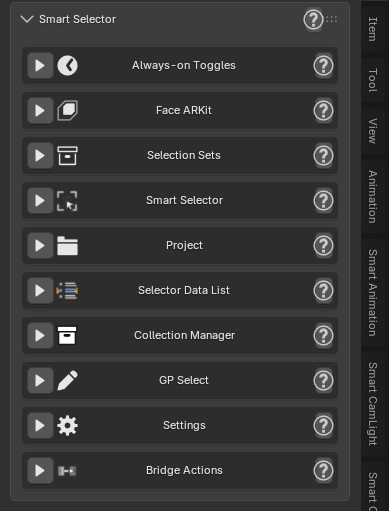 Smart Selector
Always-on Toggles
Face ARKit
Selection Sets
Smart Selector
Project
Selector Data List
Collection Manager
GP Select
Settings
Bridge Actions
Item
Tool
View
Animation
Smart Animation
Smart CamLight
Smart